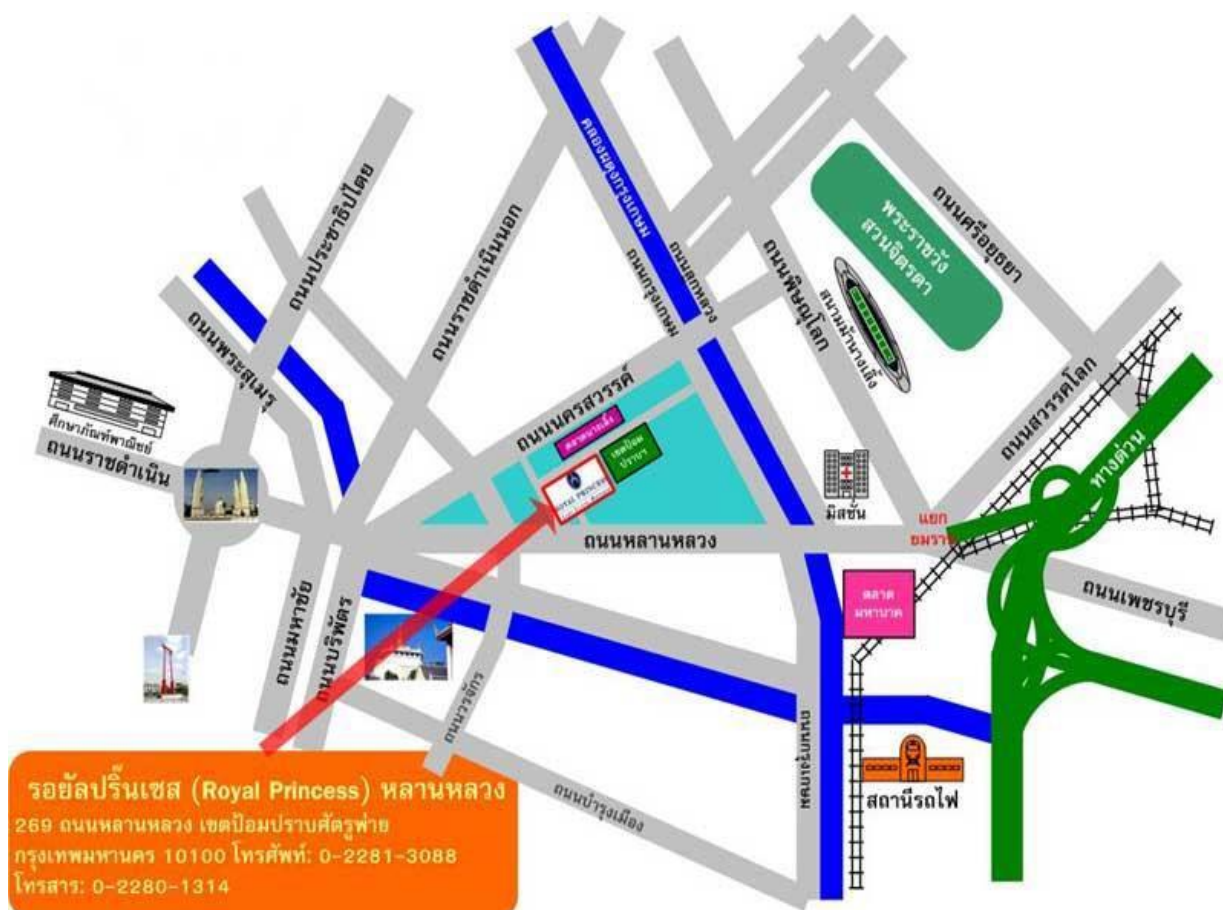 คลองผดุงกรุงเกษม
ถนนประชาธิปไตย
ถนนราชดำเนินนอก
ถนนกรุงเกษม
ถนนลูกหลวง
ถนนพิษณุโลก
พระราชวัง
สวนจิตรดา
ถนนศรีอยุธยา
สนามม้านางเลิ้ง
ถนนพระสุเมรุ
ถนนสวรรคโลก
ศึกษาภัณฑ์พาณิชย์
ถนนราชดำเนิน
ถนนนครสวรรค์
ตลาดนางเลิ้ง
เขตป้อม
ปราบฯ
ROYAL PRINCESS
ทางด่วน
มิสชัน
แยก
ยมราช
ถนนหลานหลวง
ตลาด
มหานาค
ถนนเพชรบุรี
ถนนมหาชัย
ถนนบริพัตร
ถนนวรจักร
ถนนกรุงเกษม
ถนนบำรุงเมือง
สถานีรถไฟ
รอยัลปริ๊นเซส (Royal Princess) หลานหลวง
269 ถนนหลานหลวง เขตป้อมปราบศัตรูพ่าย
กรุงเทพมหานคร 10100 โทรศัพท์: 0-2281-3088
โทรสาร: 0-2280-1314